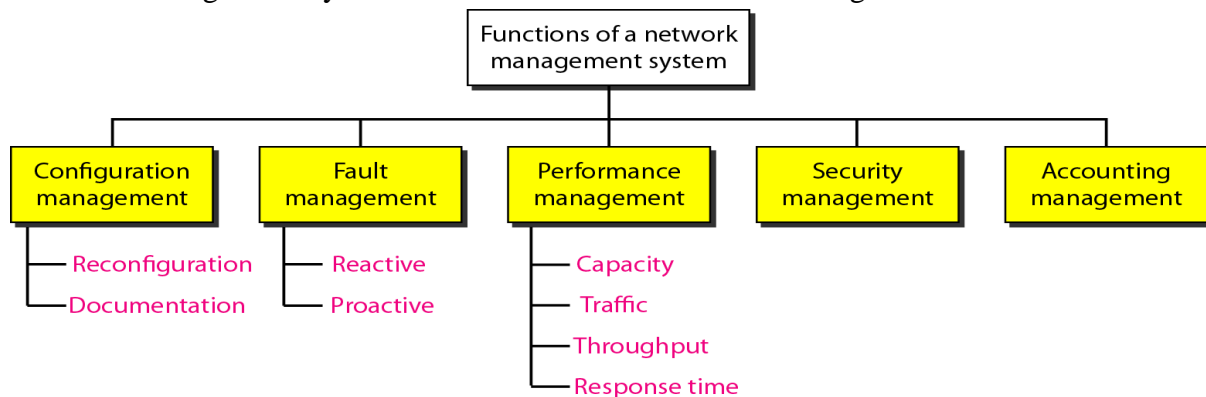 Functions of a network
management system
Configuration
management
Fault
management
Performance
management
Security
management
Accounting
management
Reconfiguration
Documentation
Reactive
Proactive
Capacity
Traffic
Throughput
Response time